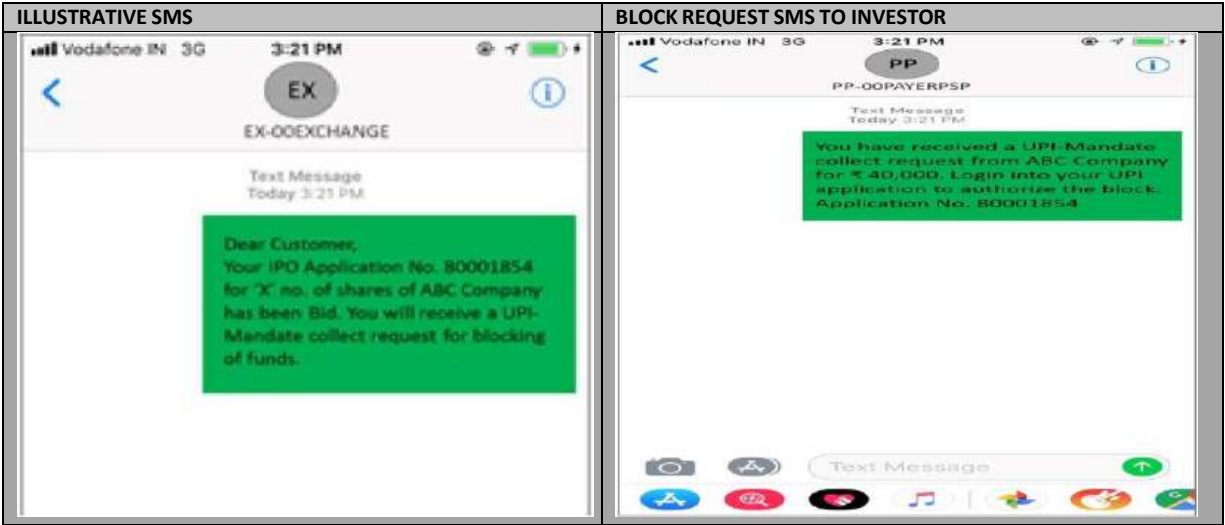 ILLUSTRATIVE SMS
Vodafone IN 3G 3:21 PM
EX
EX-00EXCHANGE
Text Message
Today 3:21 PM
Dear Customer,
Your IPO Application No. 80001854
for 'X' no. of shares of ABC Company
has been Bid. You will receive a UPI-
Mandate collect request for blocking
of funds.
BLOCK REQUEST SMS TO INVESTOR
Vodafone IN 3G 3:21 PM
PP
PP-00PAYERPSP
Text Message
Today 3:21 PM
You have received a UPI-Mandate
collect request from ABC Company
for ₹ 40,000. Login into your UPI
application to authorize the block.
Application No. 80001854
Text Message